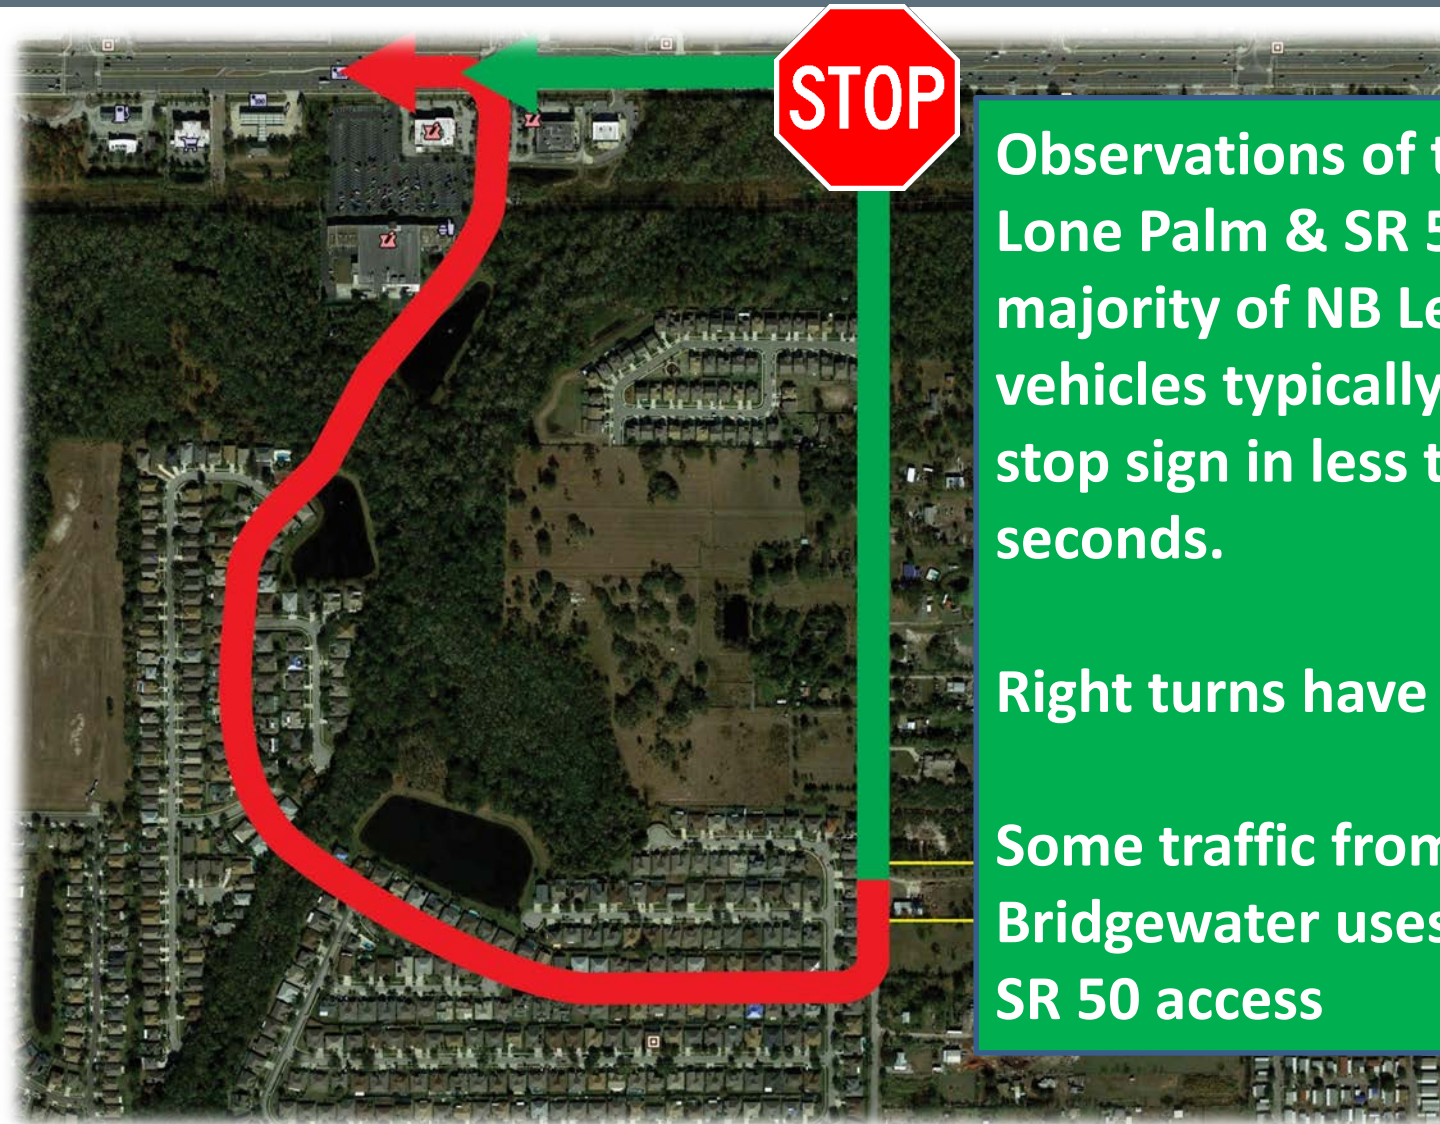 STOP
Observations of
Lone Palm & SR
majority of NB
vehicles typically
stop sign in less
seconds.
Right turns have
Some traffic from
Bridgewater uses
SR 50 access